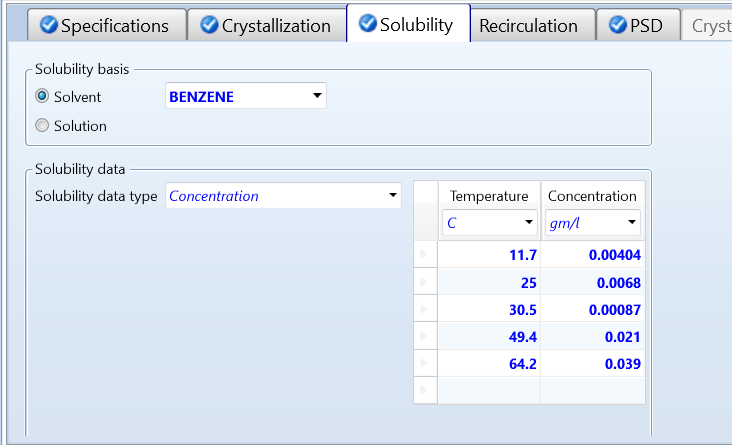 Specifications Crystallization Solubility Recirculation PSD Cryst
Solubility basis
Solvent BENZENE
Solution
Solubility data
Solubility data type Concentration
Temperature Concentration
C gm/l
11.7 0.00404
25 0.0068
30.5 0.00087
49.4 0.021
64.2 0.039